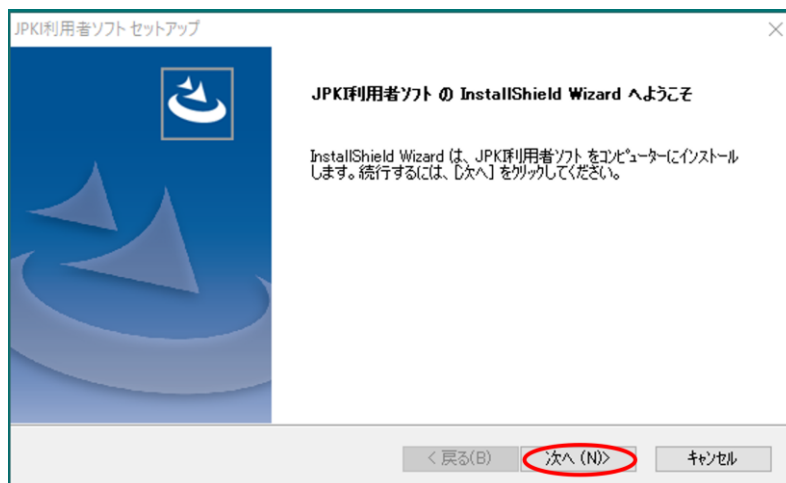 JPKI利用者ソフト セットアップ
JPKI利用者ソフト の InstallShield Wizard へようこそ
InstallShield Wizard は、JPKI利用者ソフト をコンピューターにインストール
します。続行するには、[次へ] をクリックしてください。
< 戻る(B)
次へ (N)>
キャンセル